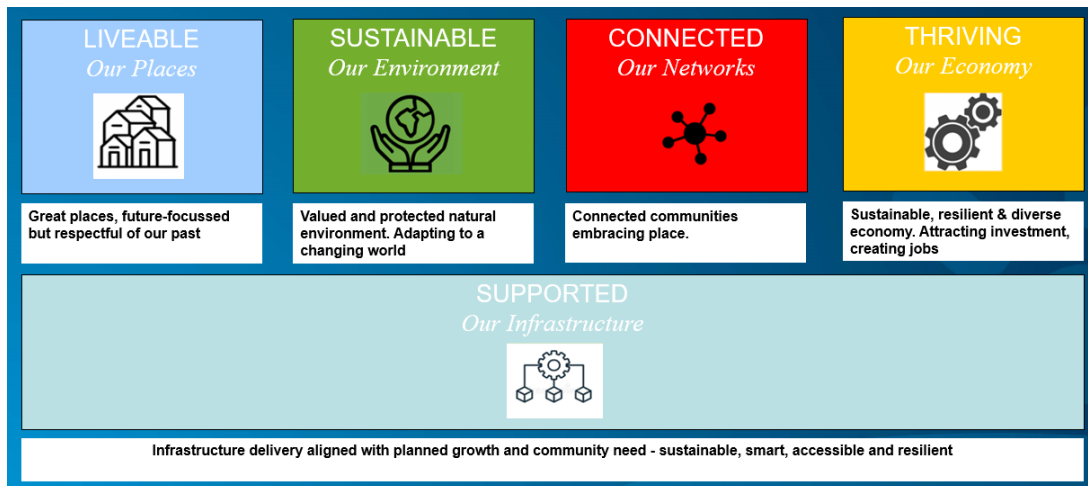 LIVEABLE
Our Places
Great places, future-focussed
but respectful of our past
SUSTAINABLE
Our Environment
Valued and protected natural
environment. Adapting to a
changing world
CONNECTED
Our Networks
Connected communities
embracing place.
THRIVING
Our Economy
Sustainable, resilient & diverse
economy. Attracting investment,
creating jobs
SUPPORTED
Our Infrastructure
Infrastructure delivery aligned with planned growth and community need - sustainable, smart, accessible and resilient